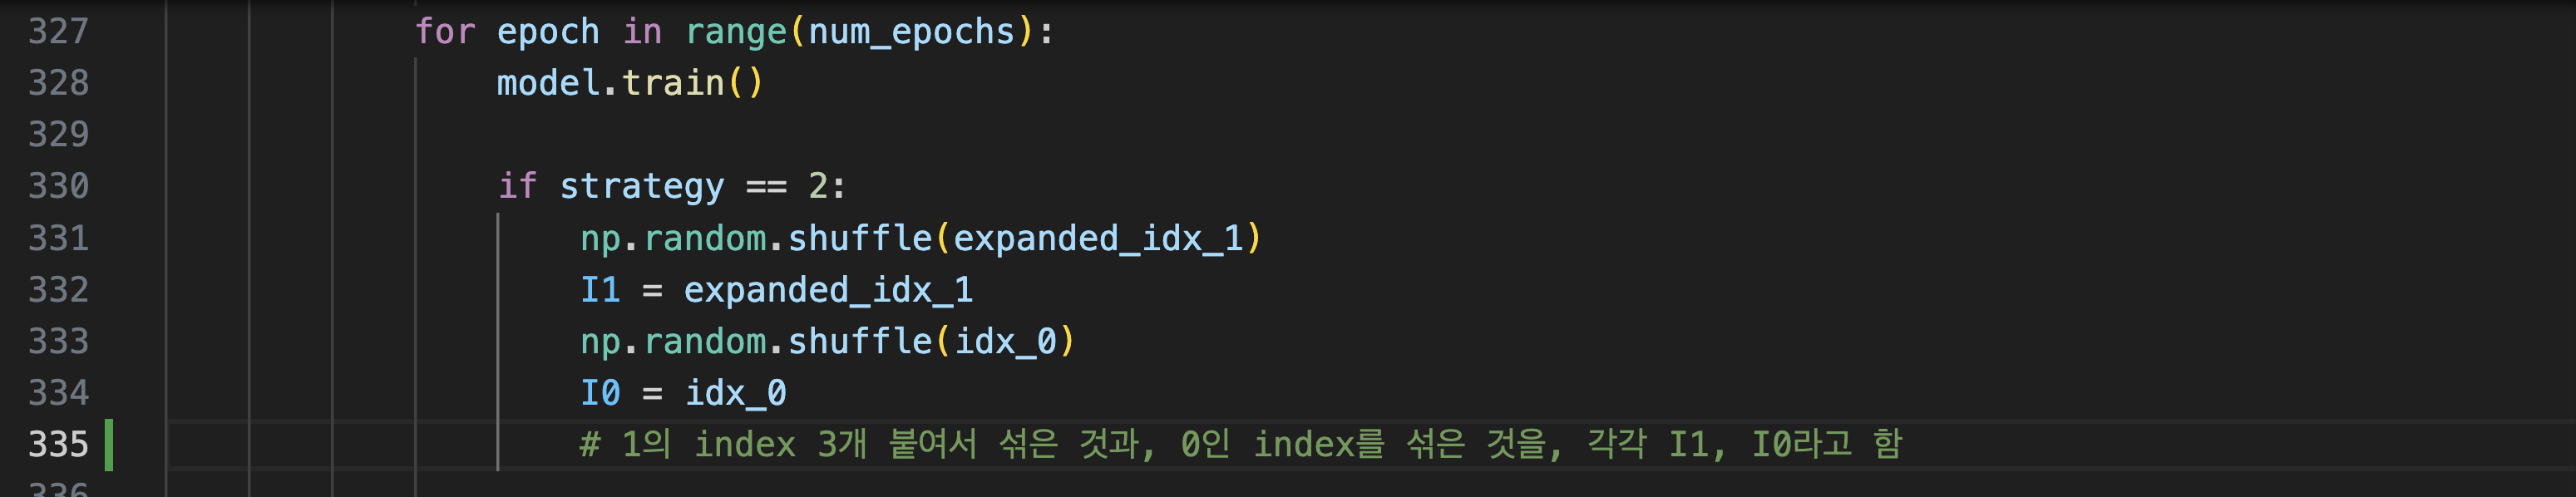 327 for epoch in range(num_epochs):
328 model.train()
329
330 if strategy == 2:
331 np.random.shuffle(expanded_idx_1)
332 I1 = expanded_idx_1
333 np.random.shuffle(idx_0)
334 I0 = idx_0
335 # 1의 index 3개 붙여서 섞은 것과, 0인 index를 섞은 것을, 각각 I1, I0라고 함
336